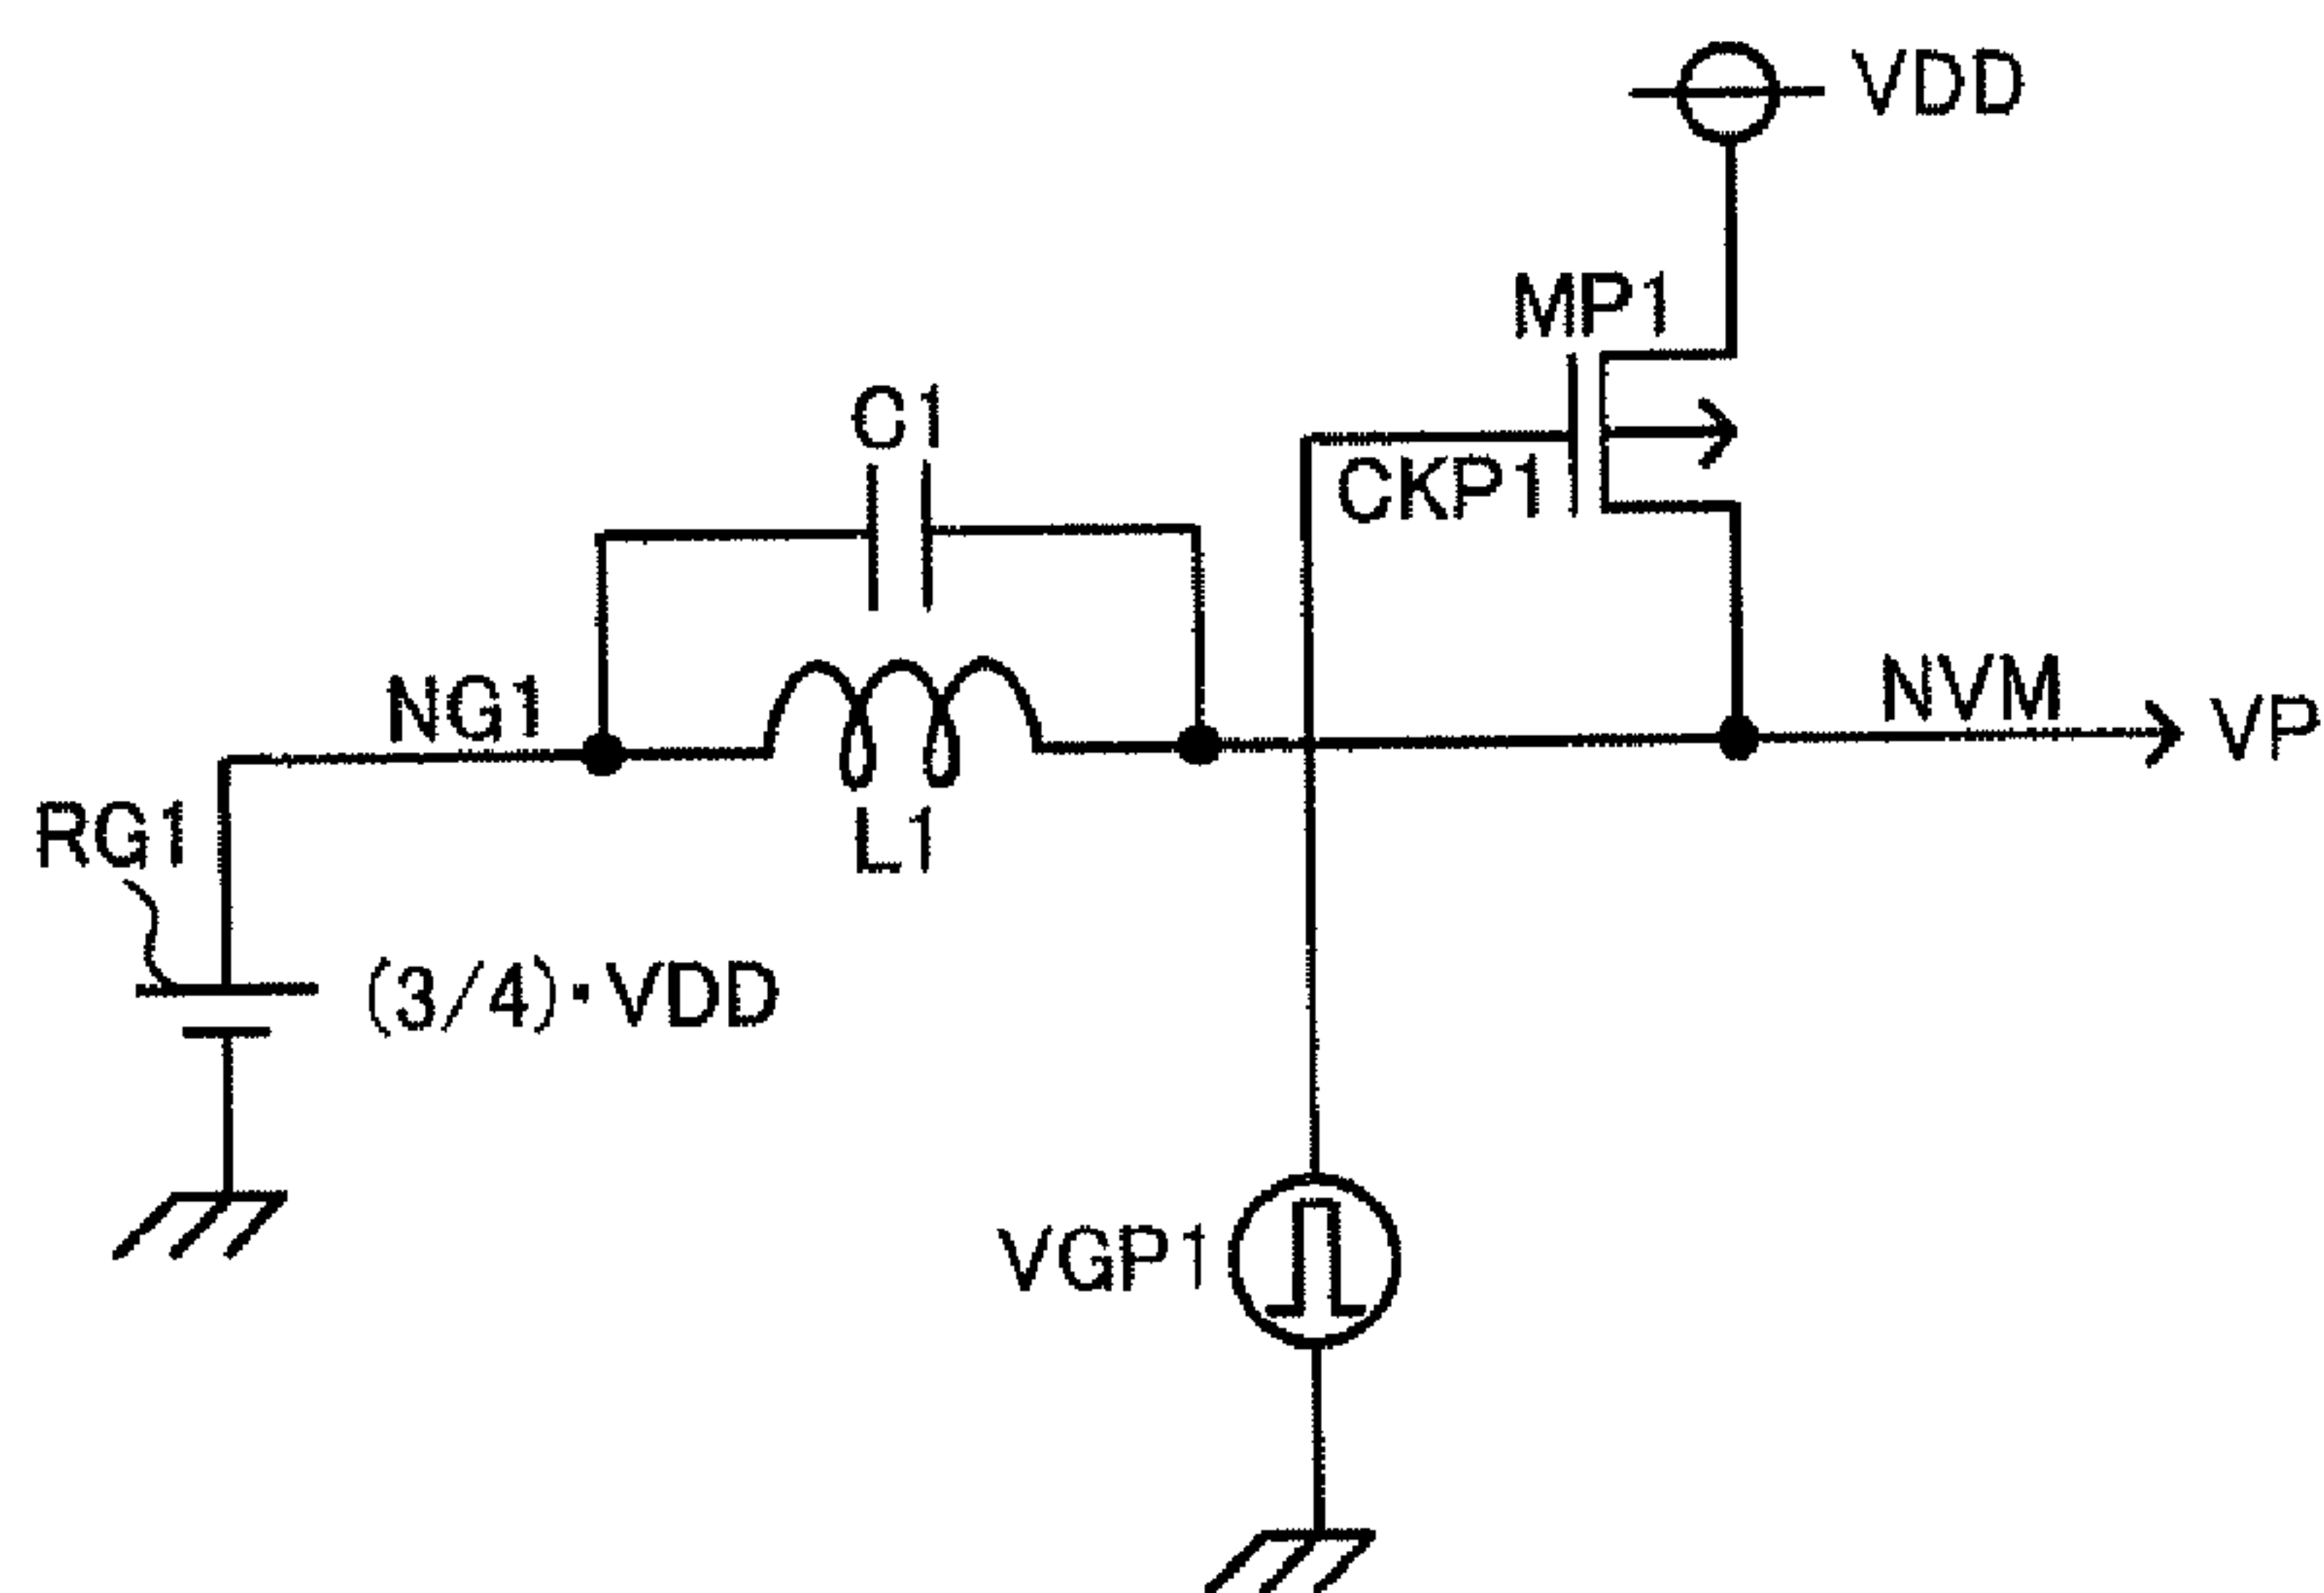 VDD
MP1
C1
CKP1
NG1
NVM
VP
RG1
L1
(3/4)·VDD
VGP1